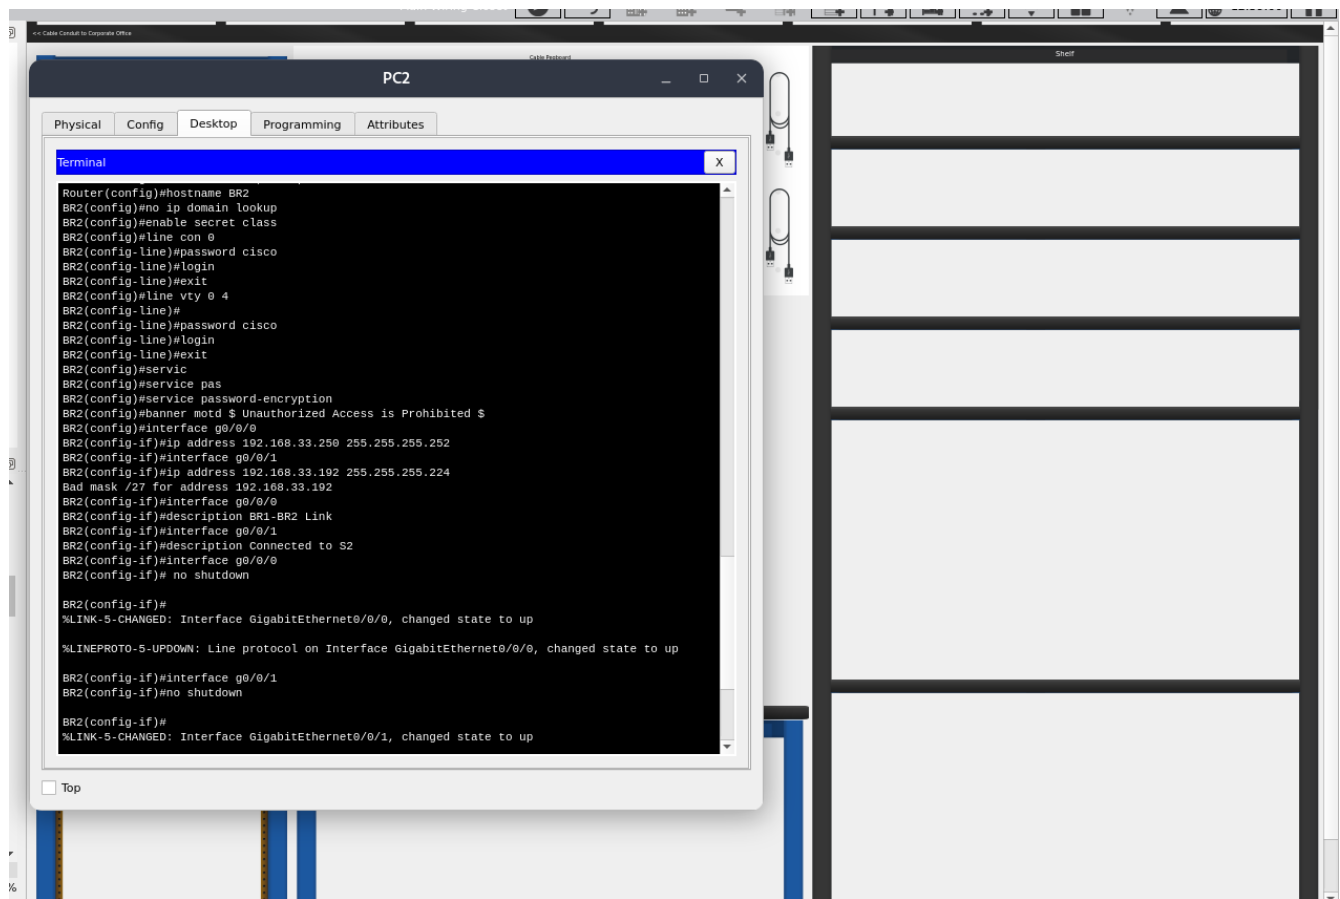 << Cable Conduit to Corporate Office
Cable Pegboard
Shelf
PC2
Physical
Config
Desktop
Programming
Attributes
Terminal
X
Router(config)#hostname BR2
BR2(config)#no ip domain lookup
BR2(config)#enable secret class
BR2(config)#line con 0
BR2(config-line)#password cisco
BR2(config-line)#login
BR2(config-line)#exit
BR2(config)#line vty 0 4
BR2(config-line)#
BR2(config-line)#password cisco
BR2(config-line)#login
BR2(config-line)#exit
BR2(config)#servic
BR2(config)#service pas
BR2(config)#service password-encryption
BR2(config)#banner motd $ Unauthorized Access is Prohibited $
BR2(config)#interface g0/0/0
BR2(config-if)#ip address 192.168.33.250 255.255.255.252
BR2(config-if)#interface g0/0/1
BR2(config-if)#ip address 192.168.33.192 255.255.255.224
Bad mask /27 for address 192.168.33.192
BR2(config-if)#interface g0/0/0
BR2(config-if)#description BR1-BR2 Link
BR2(config-if)#interface g0/0/1
BR2(config-if)#description Connected to S2
BR2(config-if)#interface g0/0/0
BR2(config-if)# no shutdown
BR2(config-if)#
%LINK-5-CHANGED: Interface GigabitEthernet0/0/0, changed state to up
%LINEPROTO-5-UPDOWN: Line protocol on Interface GigabitEthernet0/0/0, changed state to up
BR2(config-if)#interface g0/0/1
BR2(config-if)#no shutdown
BR2(config-if)#
%LINK-5-CHANGED: Interface GigabitEthernet0/0/1, changed state to up
Top
%